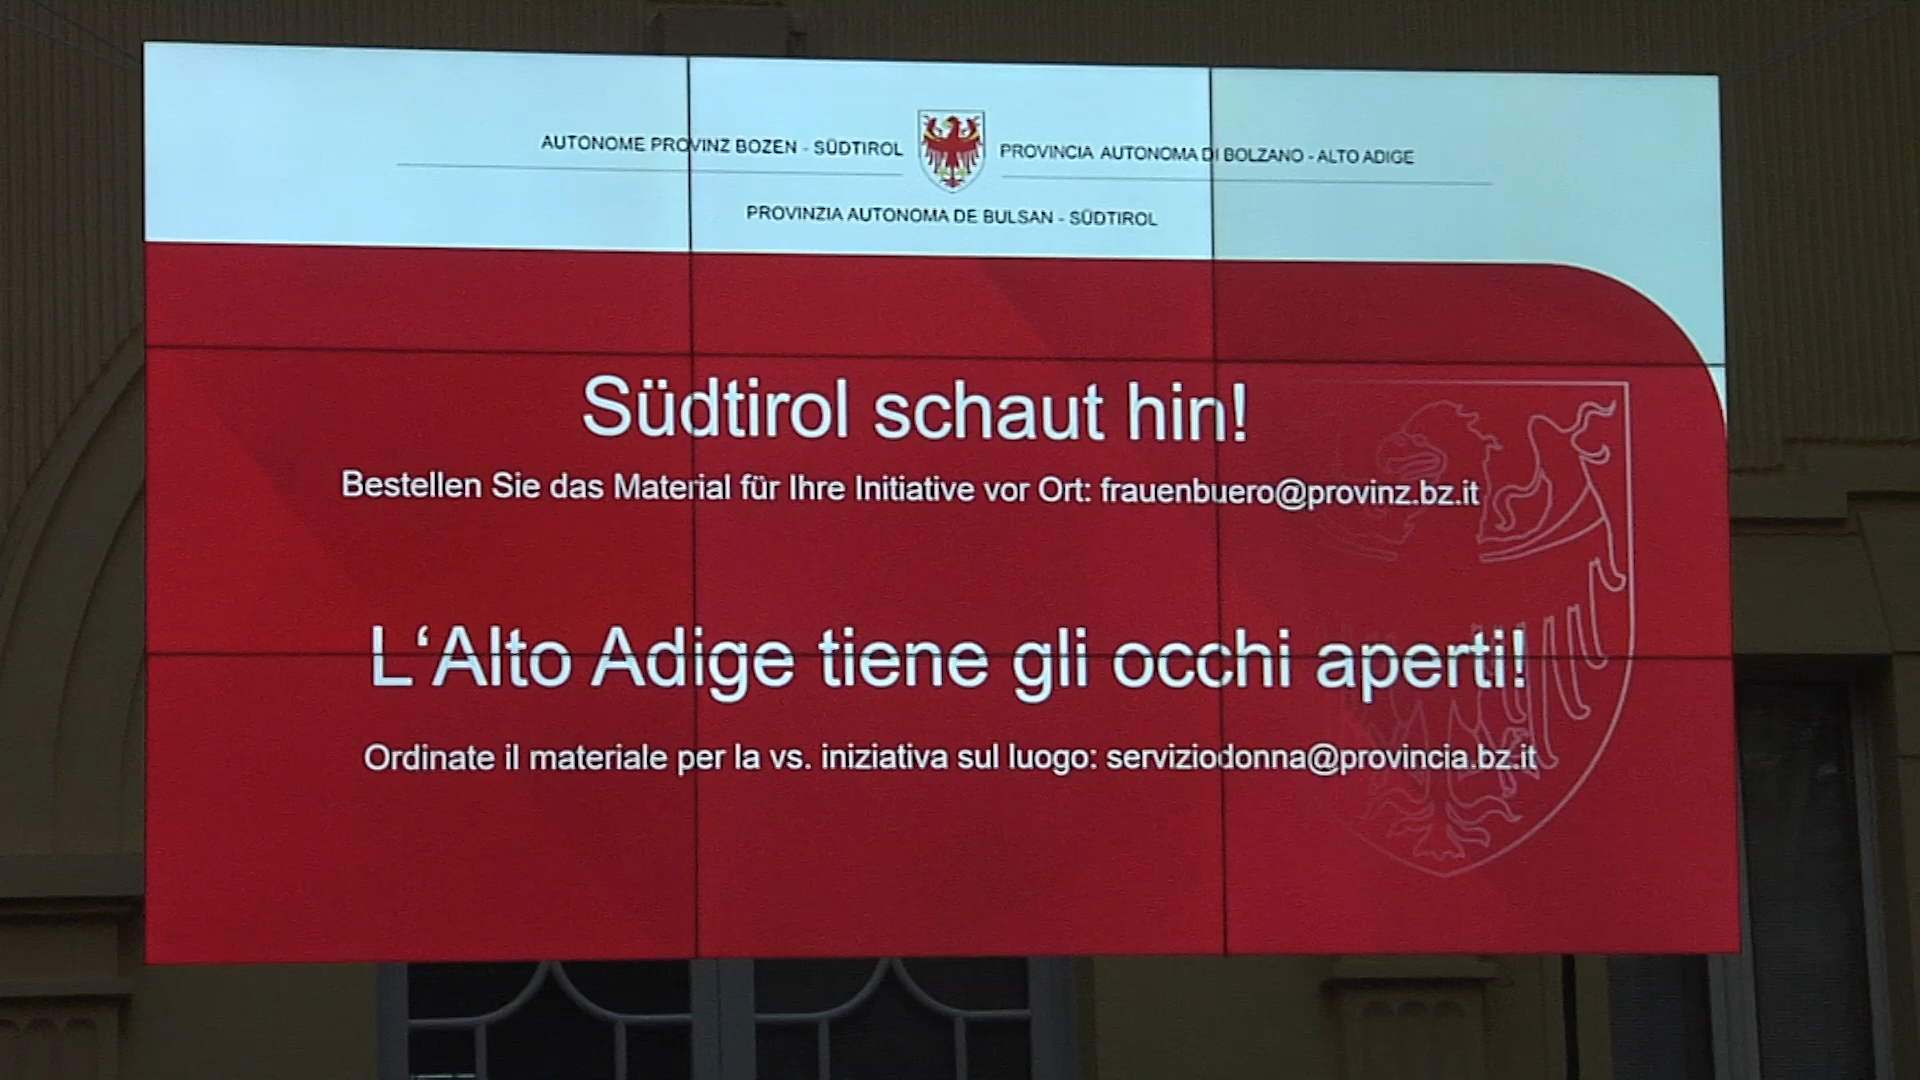 AUTONOME PROVINZ BOZEN - SÜDTIROL
PROVINCIA AUTONOMA DI BOLZANO - ALTO ADIGE
PROVINZIA AUTONOMA DE BULSAN - SÜDTIROL
Südtirol schaut hin!
Bestellen Sie das Material für Ihre Initiative vor Ort: frauenbuero@provinz.bz.it
L‘Alto Adige tiene gli occhi aperti!
Ordinate il materiale per la vs. iniziativa sul luogo: serviziodonna@provincia.bz.it